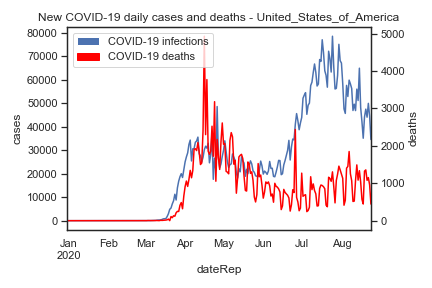 New COVID-19 daily cases and deaths - United_States_of_America
COVID-19 infections
COVID-19 deaths
80000
70000
60000
50000
40000
30000
20000
10000
0
cases
5000
4000
3000
2000
1000
0
deaths
Jan Feb Mar Apr May Jun Jul Aug
2020
dateRep